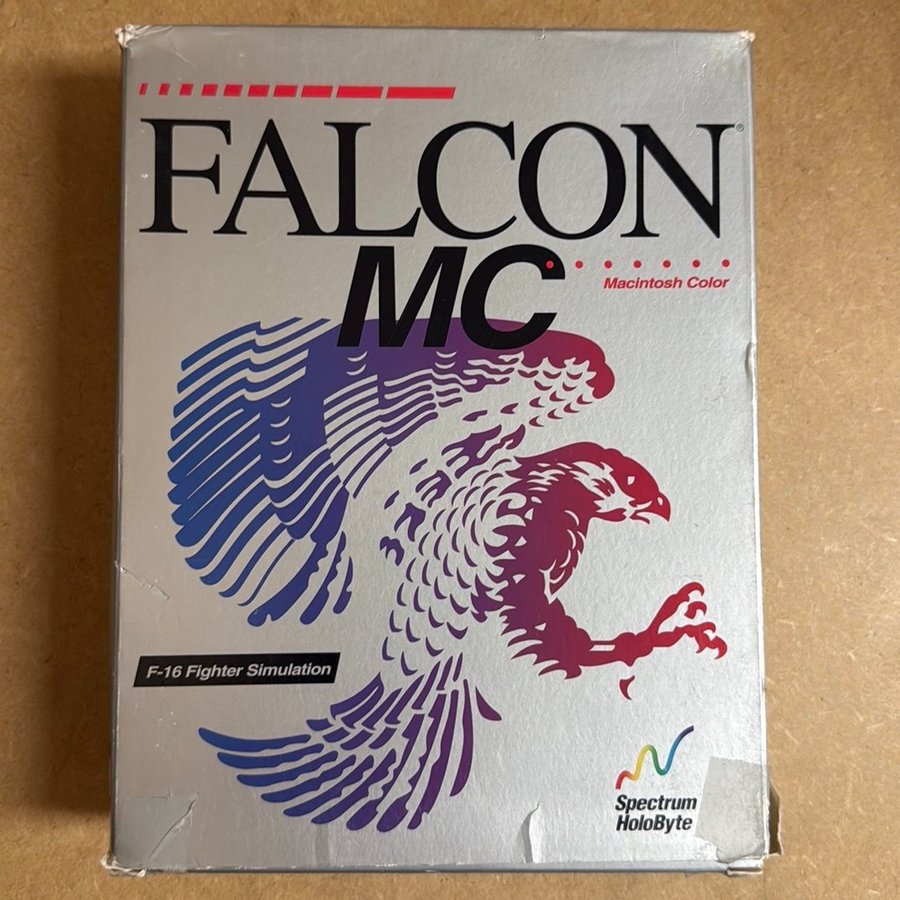 FALCON®
MC
Macintosh Color
F-16 Fighter Simulation
Spectrum
HoloByte